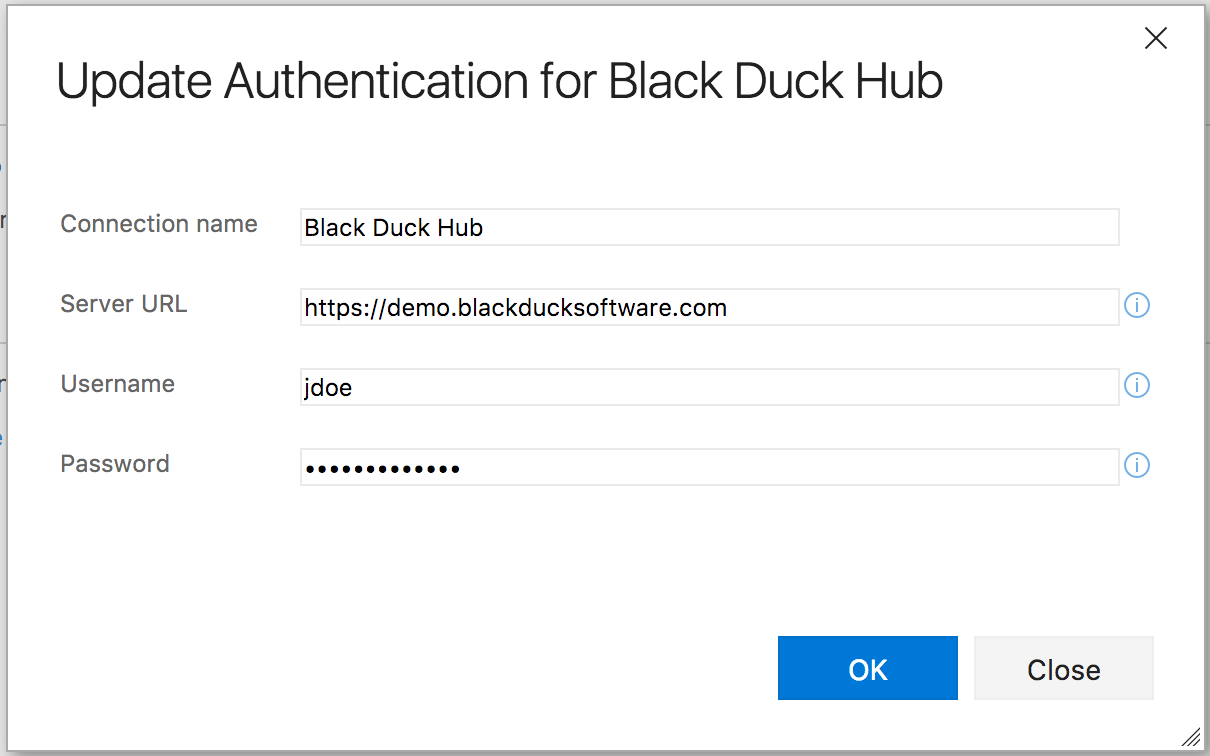 Update Authentication for Black Duck Hub
Connection name
Black Duck Hub
Server URL
https://demo.blackducksoftware.com
Username
jdoe
Password
•••••••••••••
OK
Close